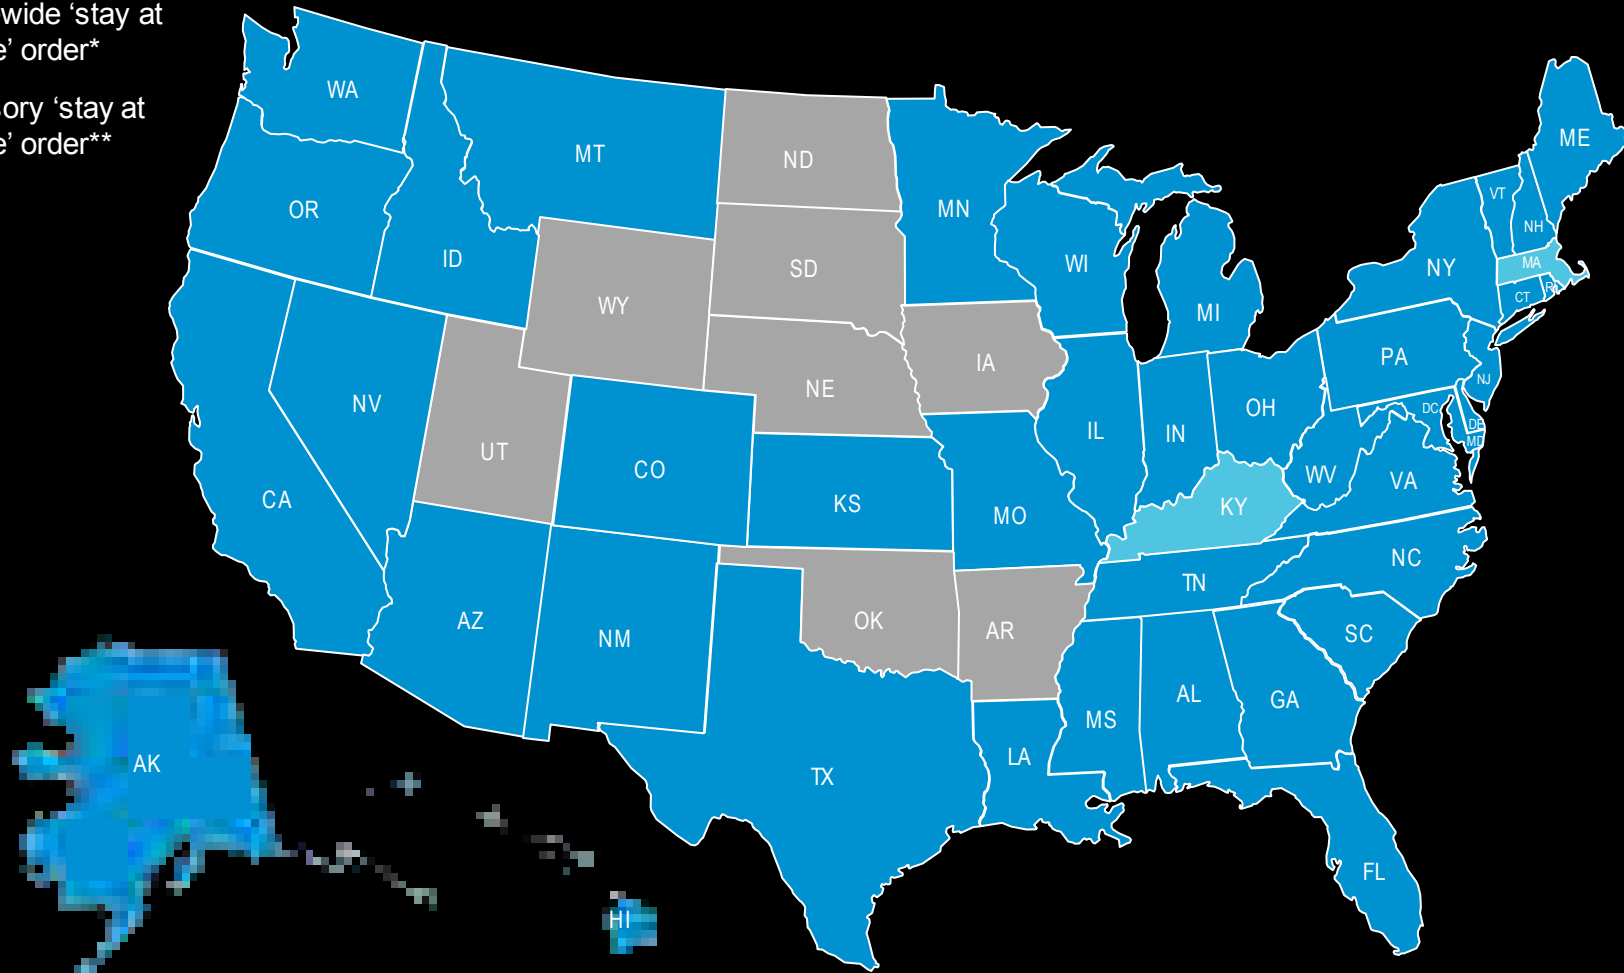 wide ‘stay at
e’ order*
sory ‘stay at
e’ order**
WA
MT
ND
MN
ME
OR
ID
SD
WI
VT
NH
NY
MA
WY
CT
RI
MI
IA
PA
NE
NJ
NV
OH
DC
DE
MD
IL
IN
UT
CO
WV
VA
CA
KS
KY
MO
NC
TN
AZ
OK
AR
NM
SC
AL
GA
MS
LA
AK
TX
FL
HI